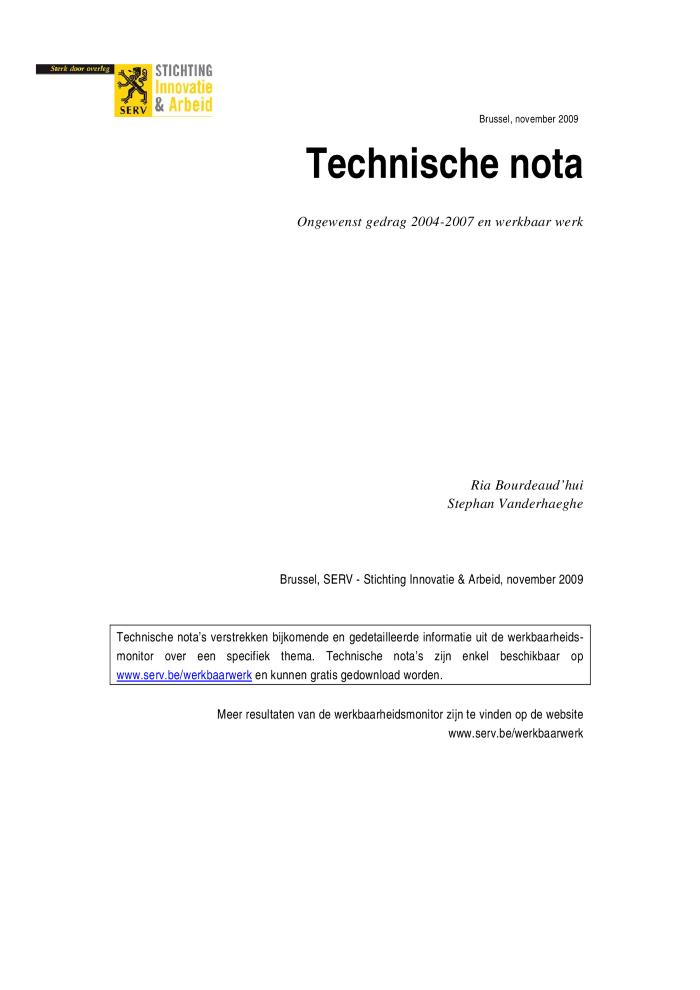 Sterk door overleg
SERV
STICHTING
Innovatie
& Arbeid
Brussel, november 2009
Technische nota
Ongewenst gedrag 2004-2007 en werkbaar werk
Ria Bourdeaud'hui
Stephan Vanderhaeghe
Brussel, SERV - Stichting Innovatie & Arbeid, november 2009
Technische nota's verstrekken bijkomende en gedetailleerde informatie uit de werkbaarheids-
monitor over een specifiek thema. Technische nota's zijn enkel beschikbaar op
www.serv.be/werkbaarwerk en kunnen gratis gedownload worden.
Meer resultaten van de werkbaarheidsmonitor zijn te vinden op de website
www.serv.be/werkbaarwerk